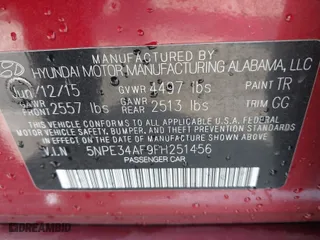 MANUFACTURED BY
HYUNDAI MOTOR MANUFACTURING ALABAMA, LLC
Jun/12/15 GVWR 4497 lbs PAINT TR
GAWR FRONT 2557 lbs GAWR REAR 2513 lbs TRIM GG
THIS VEHICLE CONFORMS TO ALL APPLICABLE
U.S. FEDERAL MOTOR VEHICLE SAFETY, BUMPER,
AND THEFT PREVENTION STANDARDS IN EFFECT ON
THE DATE OF MANUFACTURE SHOWN ABOVE.
V.I.N 5NPE34AF9FH251456
PASSENGER CAR
DREAMBID